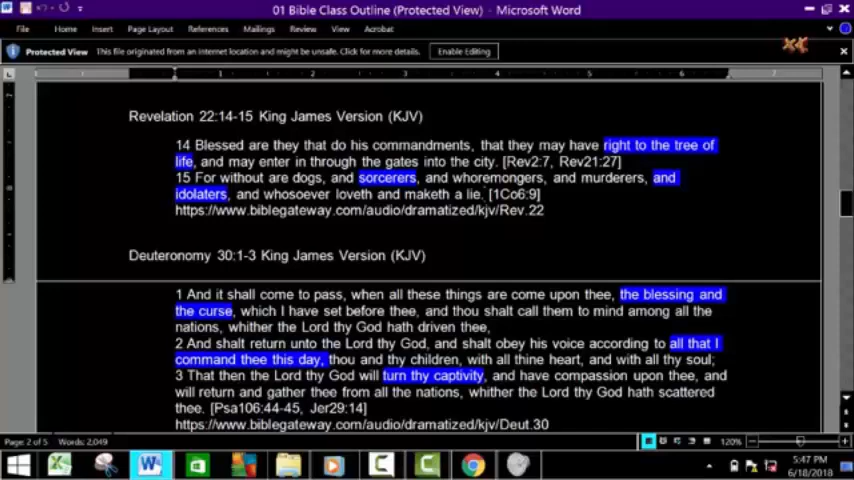 01 Bible Class Outline (Protected View) - Microsoft Word
File Home Insert Page Layout References Mailings Review View Acrobat
Protected View This file originated from an Internet location and might be unsafe. Click for more details. Enable Editing
Revelation 22:14-15 King James Version (KJV)
14 Blessed are they that do his commandments, that they may have right to the tree of
life, and may enter in through the gates into the city. [Rev2:7, Rev21:27]
15 For without are dogs, and sorcerers, and whoremongers, and murderers, and
idolaters, and whosoever loveth and maketh a lie. [1Co6:9]
https://www.biblegateway.com/audio/dramatized/kjv/Rev.22
Deuteronomy 30:1-3 King James Version (KJV)
1 And it shall come to pass, when all these things are come upon thee, the blessing and
the curse, which I have set before thee, and thou shalt call them to mind among all the
nations, whither the Lord thy God hath driven thee,
2 And shalt return unto the Lord thy God, and shalt obey his voice according to all that I
command thee this day, thou and thy children, with all thine heart, and with all thy soul;
3 That then the Lord thy God will turn thy captivity, and have compassion upon thee, and
will return and gather thee from all the nations, whither the Lord thy God hath scattered
thee. [Psa106:44-45, Jer29:14]
https://www.biblegateway.com/audio/dramatized/kjv/Deut.30
Page: 2 of 5 Words: 2,049 120%
5:47 PM
6/18/2018